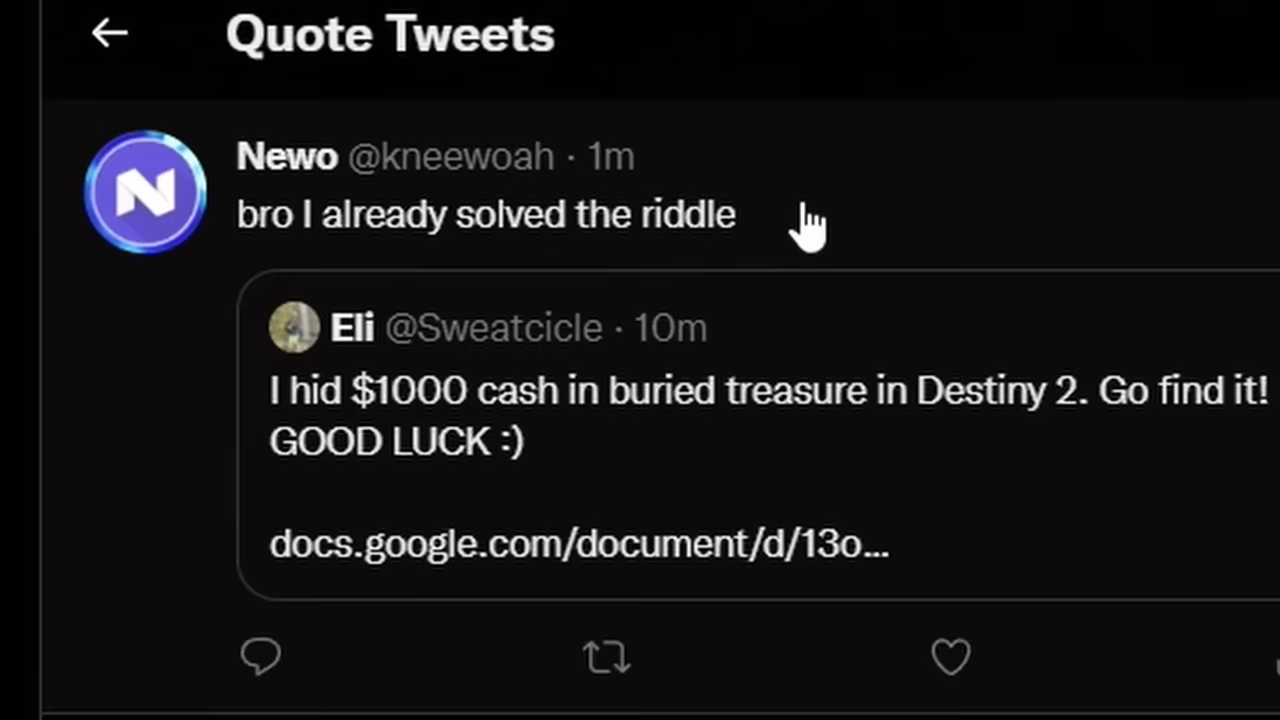 Quote Tweets
Newo @kneewoah · 1m
bro I already solved the riddle
Eli @Sweatcicle · 10m
I hid $1000 cash in buried treasure in Destiny 2. Go find it!
GOOD LUCK :)
docs.google.com/document/d/13o...